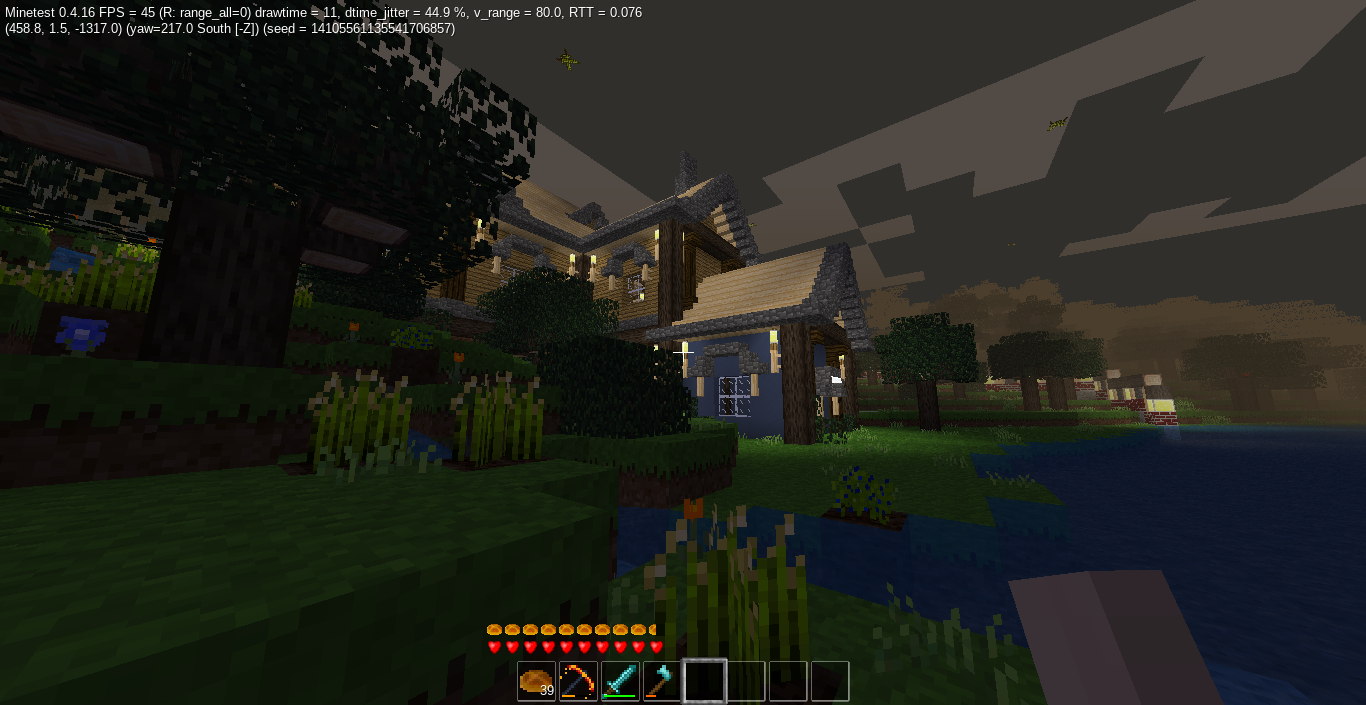 Minetest 0.4.16 FPS = 45 (R: range_all=0) drawtime = 11, dtime_jitter = 44.9 %, v_range = 80.0, RTT = 0.076
(458.8, 1.5, -1317.0) (yaw=217.0 South [-Z]) (seed = 14105561135541706857)
39